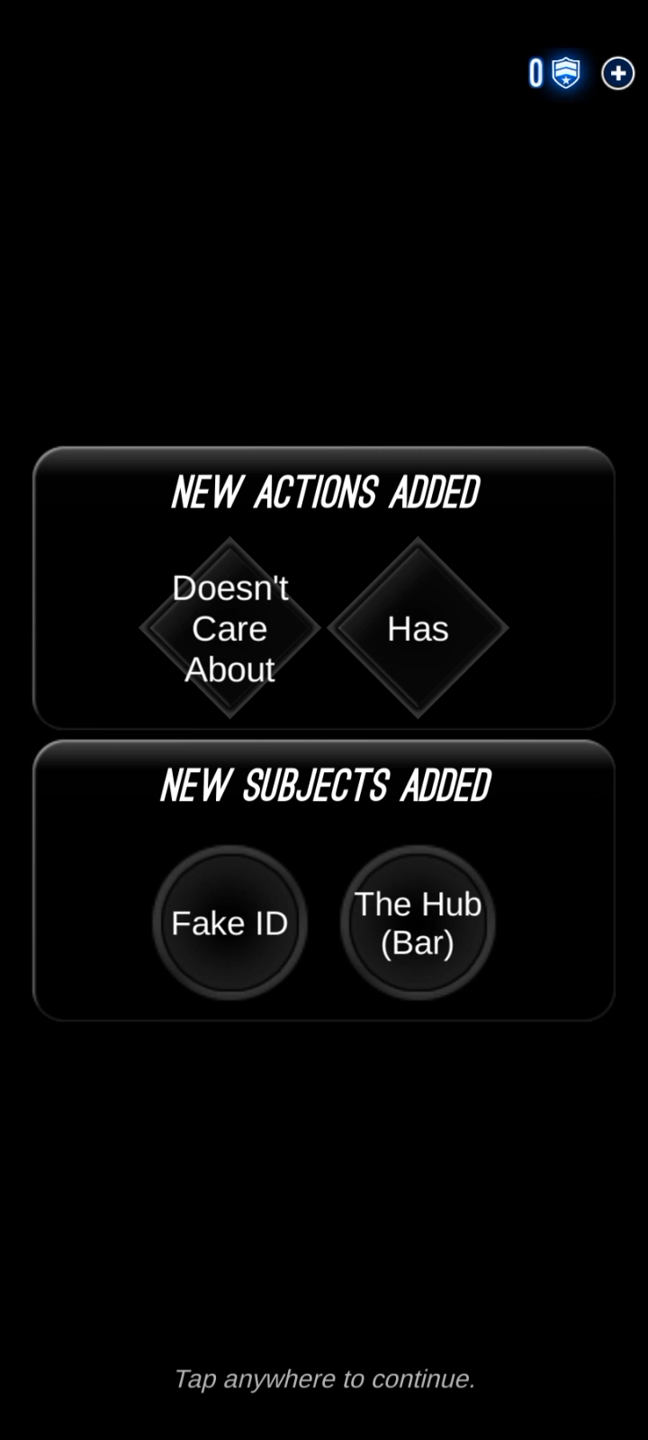 0
NEW ACTIONS ADDED
Doesn't
Care
About
Has
NEW SUBJECTS ADDED
Fake ID
The Hub
(Bar)
Tap anywhere to continue.